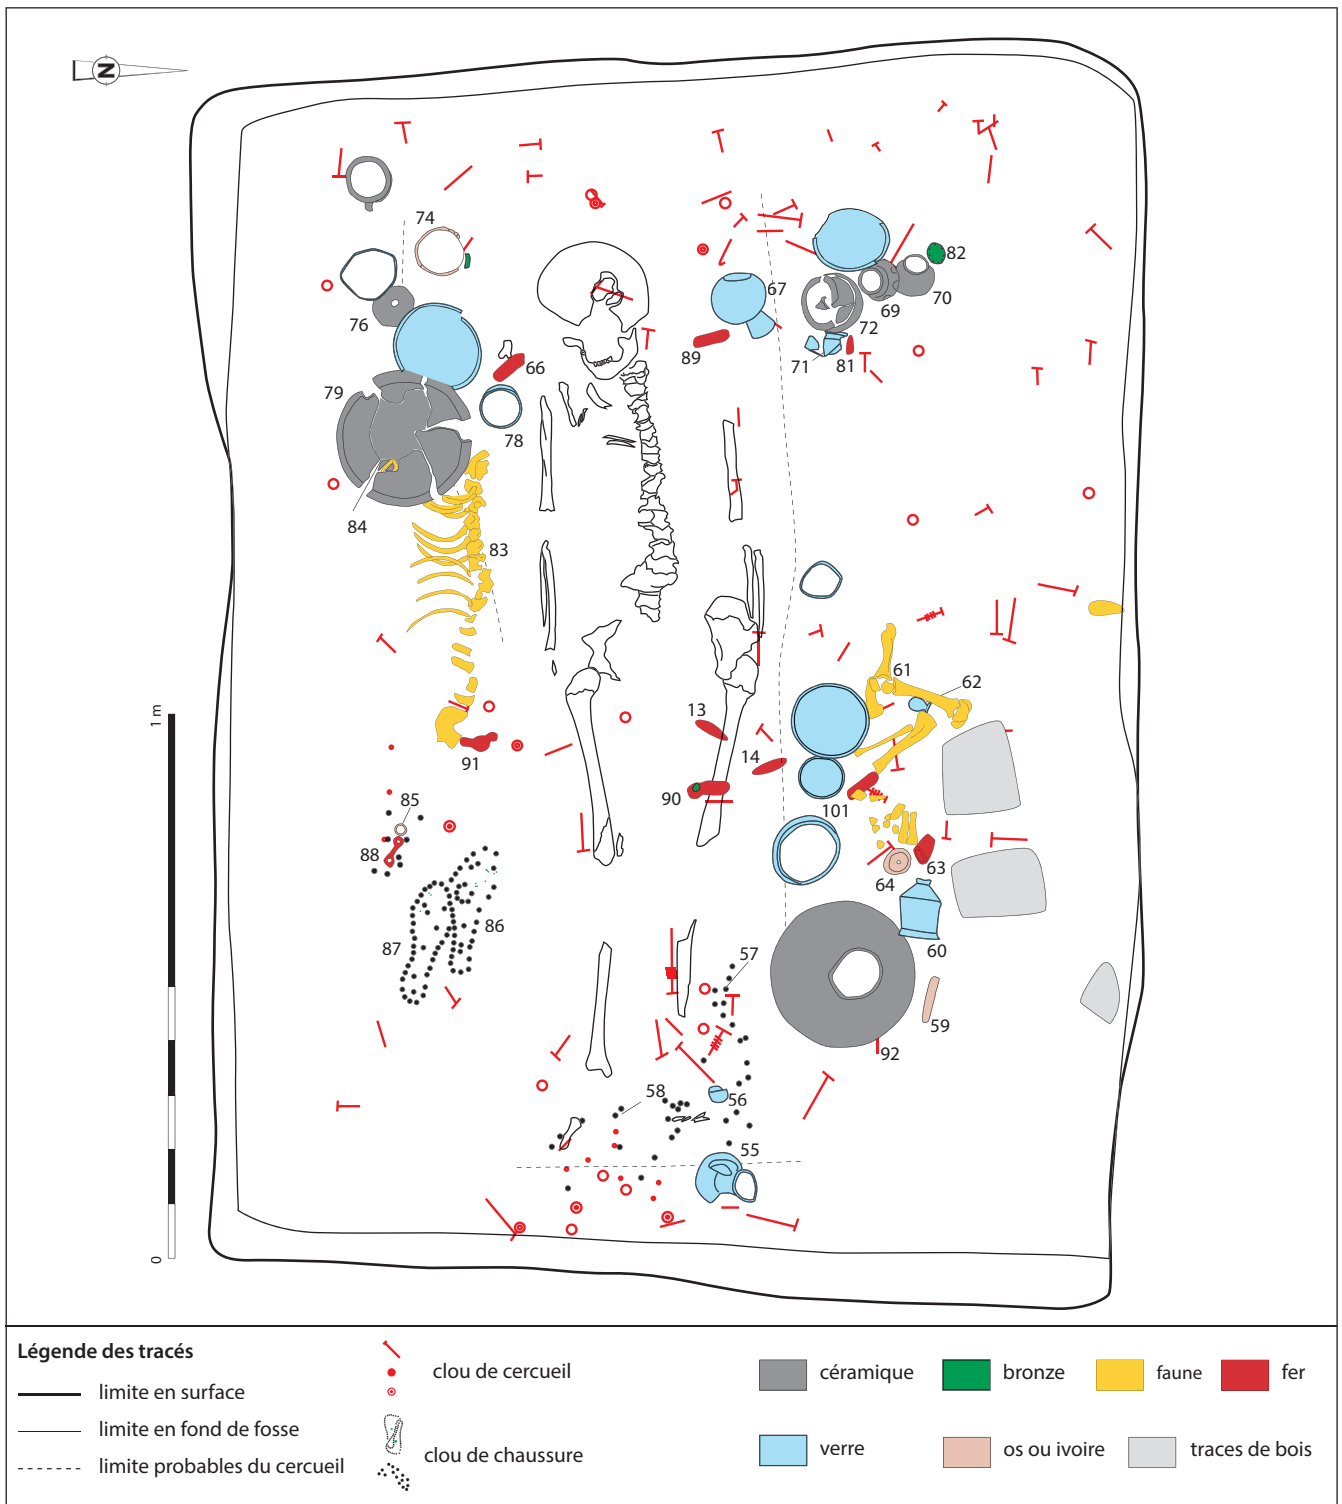 N
74
82
67
76
69
70
72
89
66
71
81
79
78
84
83
61
62
1 m
13
14
91
90
101
85
88
63
64
86
87
60
57
59
92
58
56
55
0
Légende des tracés
limite en surface
limite en fond de fosse
limite probables du cercueil
clou de cercueil
clou de chaussure
céramique
bronze
faune
fer
verre
os ou ivoire
traces de bois